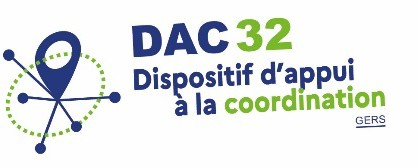 DAC 32
Dispositif d'appui
à la coordination
GERS